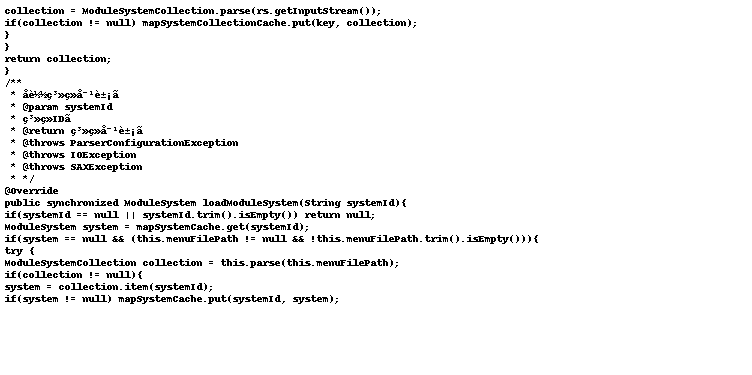 collection = ModuleSystemCollection.parse(rs.getInputStream());
if(collection != null) mapSystemCollectionCache.put(key, collection);
}
}
return collection;
}
/**
 * å è½½ç³»ç»å¯¹è±¡ã
 * @param systemId
 * ç³»ç»IDã
 * @return ç³»ç»å¯¹è±¡ã
 * @throws ParserConfigurationException
 * @throws IOException
 * @throws SAXException
 * */
@Override
public synchronized ModuleSystem loadModuleSystem(String systemId){
if(systemId == null || systemId.trim().isEmpty()) return null;
ModuleSystem system = mapSystemCache.get(systemId);
if(system == null && (this.menuFilePath != null && !this.menuFilePath.trim().isEmpty())){
try {
ModuleSystemCollection collection = this.parse(this.menuFilePath);
if(collection != null){
system = collection.item(systemId);
if(system != null) mapSystemCache.put(systemId, system);